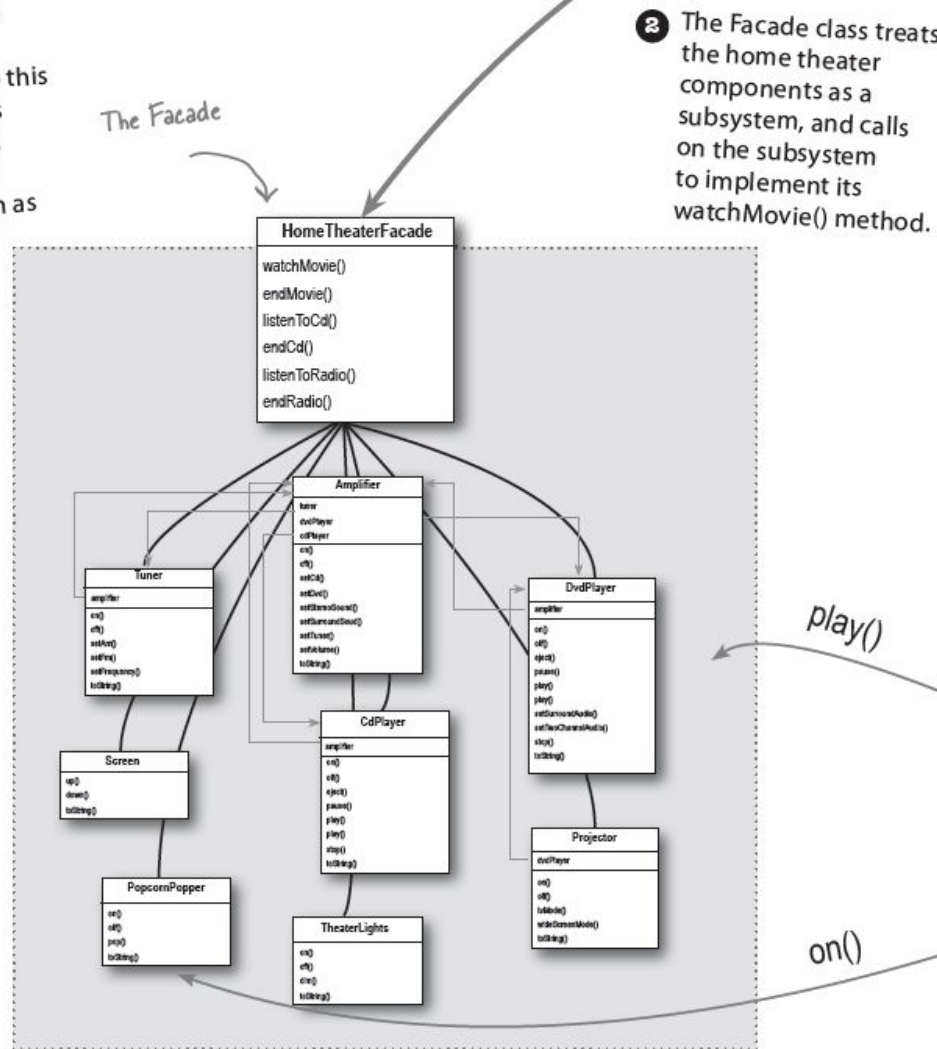 this
s
n as
The Facade
2 The Facade class treats
the home theater
components as a
subsystem, and calls
on the subsystem
to implement its
watchMovie() method.
HomeTheaterFacade
watchMovie()
endMovie()
listenToCd()
endCd()
listenToRadio()
endRadio()
Amplifier
tuner
dvdPlayer
cdPlayer
on()
off()
setCd()
setDvd()
setStereoSound()
setSurroundSound()
setTuner()
setVolume()
toString()
Tuner
amplifier
on()
off()
setAm()
setFm()
setFrequency()
toString()
DvdPlayer
amplifier
on()
off()
eject()
pause()
play()
play()
setSurroundAudio()
setTwoChannelAudio()
stop()
toString()
play()
Screen
up()
down()
toString()
CdPlayer
amplifier
on()
off()
eject()
pause()
play()
play()
stop()
toString()
Projector
dvdPlayer
on()
off()
tvMode()
wideScreenMode()
toString()
PopcornPopper
on()
off()
pop()
toString()
TheaterLights
on()
off()
dim()
toString()
on()